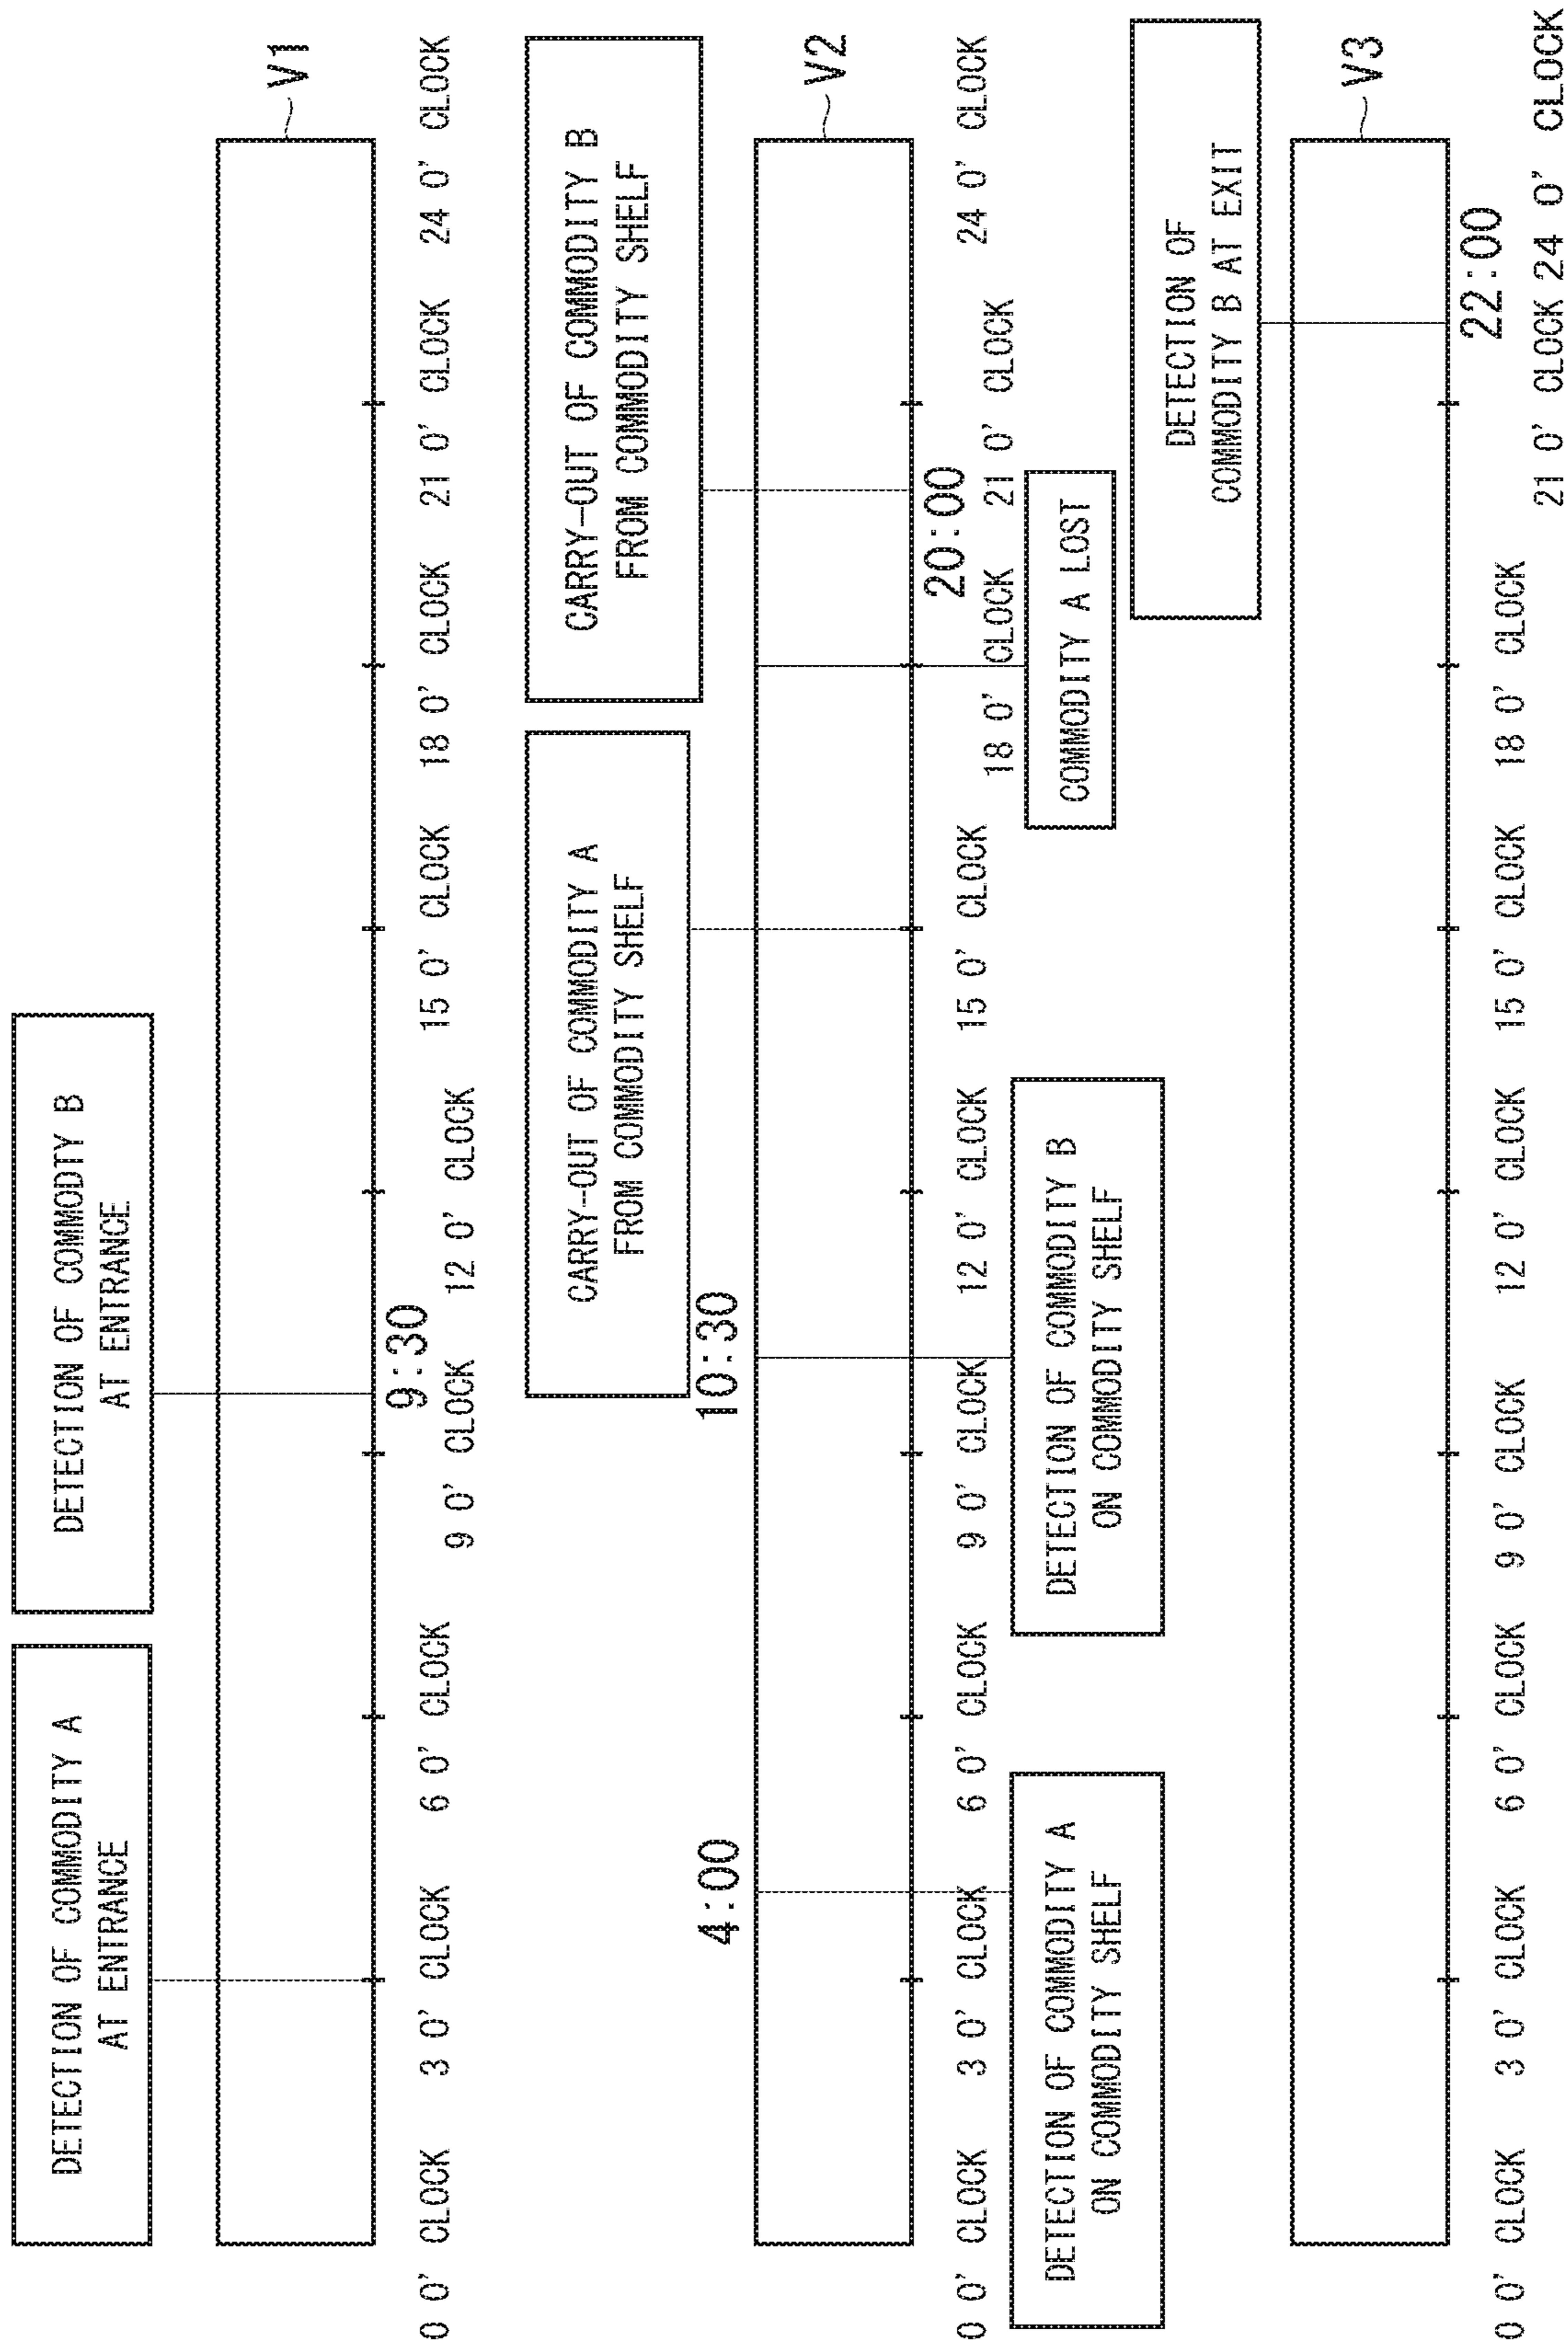 DETECTION OF COMMODITY A
AT ENTRANCE
DETECTION OF COMMODTY B
AT ENTRANCE
V1
9:30
0 O' CLOCK
3 O' CLOCK
6 O' CLOCK
9 O' CLOCK
12 O' CLOCK
15 O' CLOCK
18 O' CLOCK
21 O' CLOCK
24 O' CLOCK
CARRY-OUT OF COMMODITY A
FROM COMMODITY SHELF
CARRY-OUT OF COMMODITY B
FROM COMMODITY SHELF
4:00
10:30
V2
20:00
0 O' CLOCK
3 O' CLOCK
6 O' CLOCK
9 O' CLOCK
12 O' CLOCK
15 O' CLOCK
18 O' CLOCK
21 O' CLOCK
24 O' CLOCK
DETECTION OF COMMODITY A
ON COMMODITY SHELF
DETECTION OF COMMODITY B
ON COMMODITY SHELF
COMMODITY A LOST
DETECTION OF
COMMODITY B AT EXIT
V3
22:00
0 O' CLOCK
3 O' CLOCK
6 O' CLOCK
9 O' CLOCK
12 O' CLOCK
15 O' CLOCK
18 O' CLOCK
21 O' CLOCK
24 O' CLOCK